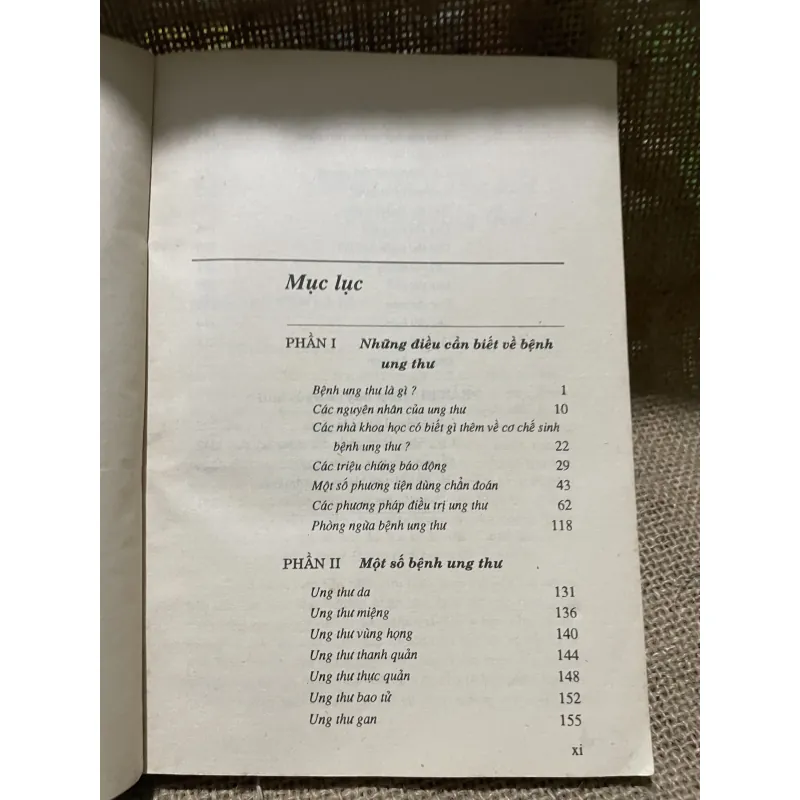 Mục lục
PHẦN I Những điều cần biết về bệnh
ung thư
Bệnh ung thư là gì ? 1
Các nguyên nhân của ung thư 10
Các nhà khoa học có biết gì thêm về cơ chế sinh
bệnh ung thư ? 22
Các triệu chứng báo động 29
Một số phương tiện dùng chẩn đoán 43
Các phương pháp điều trị ung thư 62
Phòng ngừa bệnh ung thư 118
PHẦN II Một số bệnh ung thư
Ung thư da 131
Ung thư miệng 136
Ung thư vùng họng 140
Ung thư thanh quản 144
Ung thư thực quản 148
Ung thư bao tử 152
Ung thư gan 155
xi